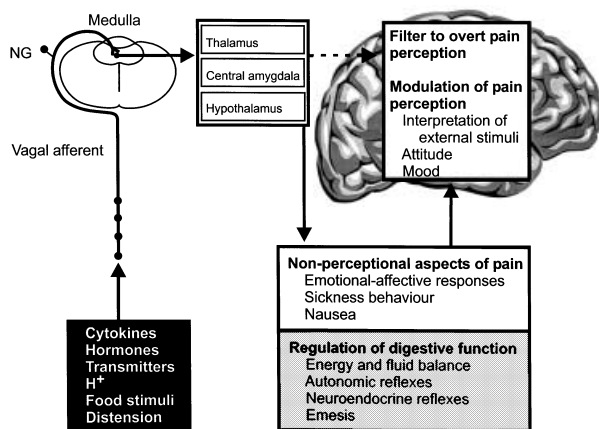 Medulla
NG
Vagal afferent
Thalamus
Central amygdala
Hypothalamus
Filter to overt pain
perception
Modulation of pain
perception
Interpretation of
external stimuli
Attitude
Mood
Non-perceptional aspects of pain
Emotional-affective responses
Sickness behaviour
Nausea
Regulation of digestive function
Energy and fluid balance
Autonomic reflexes
Neuroendocrine reflexes
Emesis
Cytokines
Hormones
Transmitters
H⁺
Food stimuli
Distension